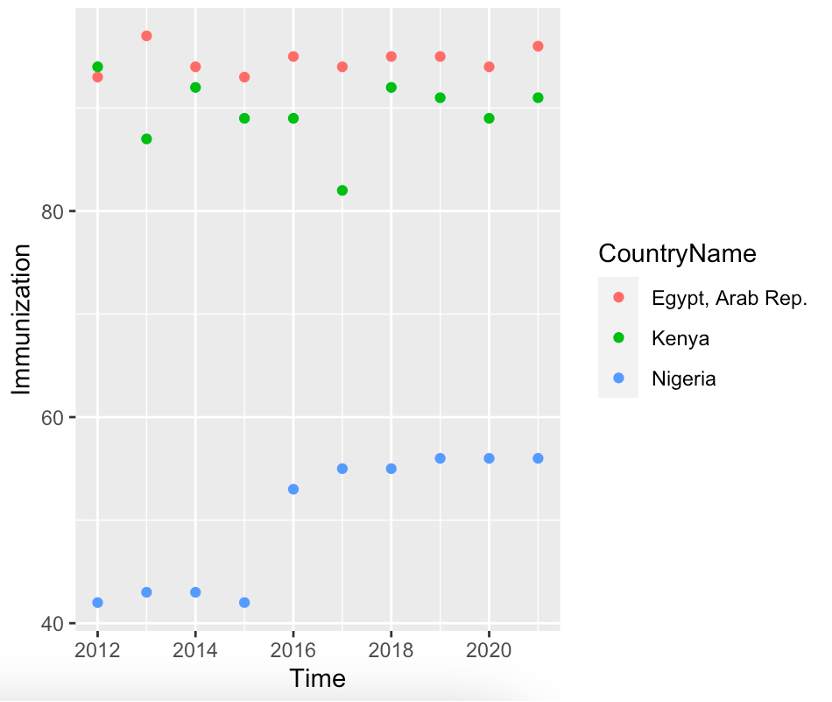 80
60
40
Immunization
2012 2014 2016 2018 2020
Time
CountryName
Egypt, Arab Rep.
Kenya
Nigeria